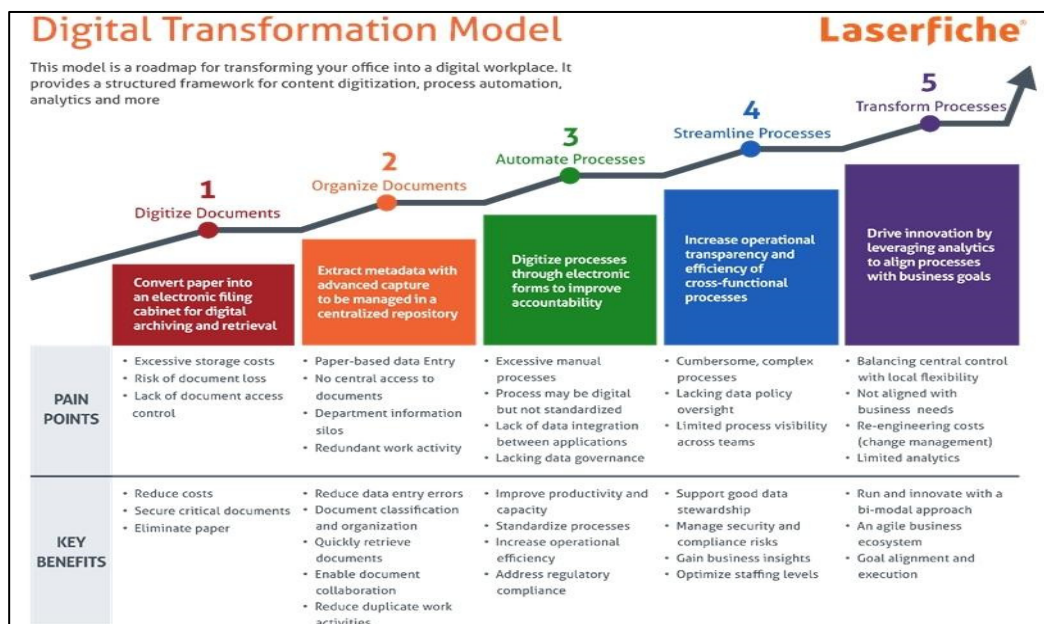 Digital Transformation Model
Laserfiche®
This model is a roadmap for transforming your office into a digital workplace. It
provides a structured framework for content digitization, process automation,
analytics and more
1
Digitize Documents
2
Organize Documents
3
Automate Processes
4
Streamline Processes
5
Transform Processes
Convert paper into
an electronic filing
cabinet for digital
archiving and retrieval
Extract metadata with
advanced capture
to be managed in a
centralized repository
Digitize processes
through electronic
forms to improve
accountability
Increase operational
transparency and
efficiency of
cross-functional
processes
Drive innovation by
leveraging analytics
to align processes
with business goals
PAIN
POINTS
• Excessive storage costs
• Risk of document loss
• Lack of document access
control
• Paper-based data Entry
• No central access to
documents
• Department information
silos
• Redundant work activity
• Excessive manual
processes
• Process may be digital
but not standardized
• Lack of data integration
between applications
• Lacking data governance
• Cumbersome, complex
processes
• Lacking data policy
oversight
• Limited process visibility
across teams
• Balancing central control
with local flexibility
• Not aligned with
business needs
• Re-engineering costs
(change management)
• Limited analytics
KEY
BENEFITS
• Reduce costs
• Secure critical documents
• Eliminate paper
• Reduce data entry errors
• Document classification
and organization
• Quickly retrieve
documents
• Enable document
collaboration
• Reduce duplicate work
activities
• Improve productivity and
capacity
• Standardize processes
• Increase operational
efficiency
• Address regulatory
compliance
• Support good data
stewardship
• Manage security and
compliance risks
• Gain business insights
• Optimize staffing levels
• Run and innovate with a
bi-modal approach
• An agile business
ecosystem
• Goal alignment and
execution